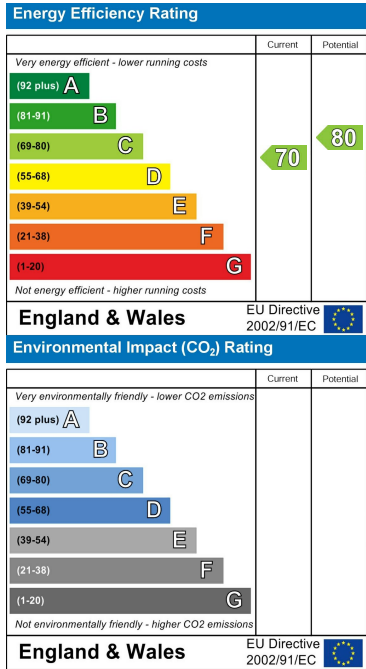 Energy Efficiency Rating
Current Potential
Very energy efficient - lower running costs
(92 plus) A
(81-91) B
(69-80) C
(55-68) D
(39-54) E
(21-38) F
(1-20) G
70
80
Not energy efficient - higher running costs
England & Wales
EU Directive
2002/91/EC
Environmental Impact (CO₂) Rating
Current Potential
Very environmentally friendly - lower CO2 emissions
(92 plus) A
(81-91) B
(69-80) C
(55-68) D
(39-54) E
(21-38) F
(1-20) G
Not environmentally friendly - higher CO2 emissions
England & Wales
EU Directive
2002/91/EC